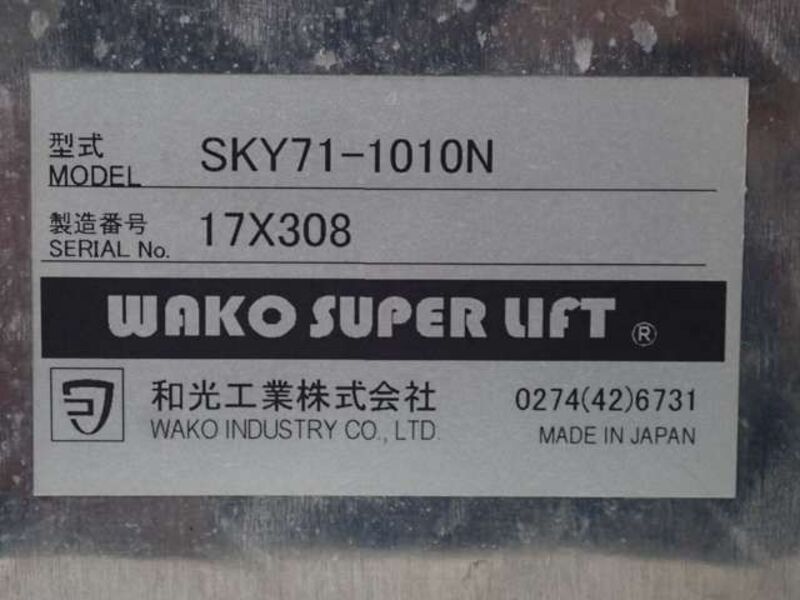 型式 SKY71-1010N
MODEL
製造番号 17X308
SERIAL No.
WAKO SUPER LIFT ®
和光工業株式会社 0274(42)6731
WAKO INDUSTRY CO., LTD. MADE IN JAPAN